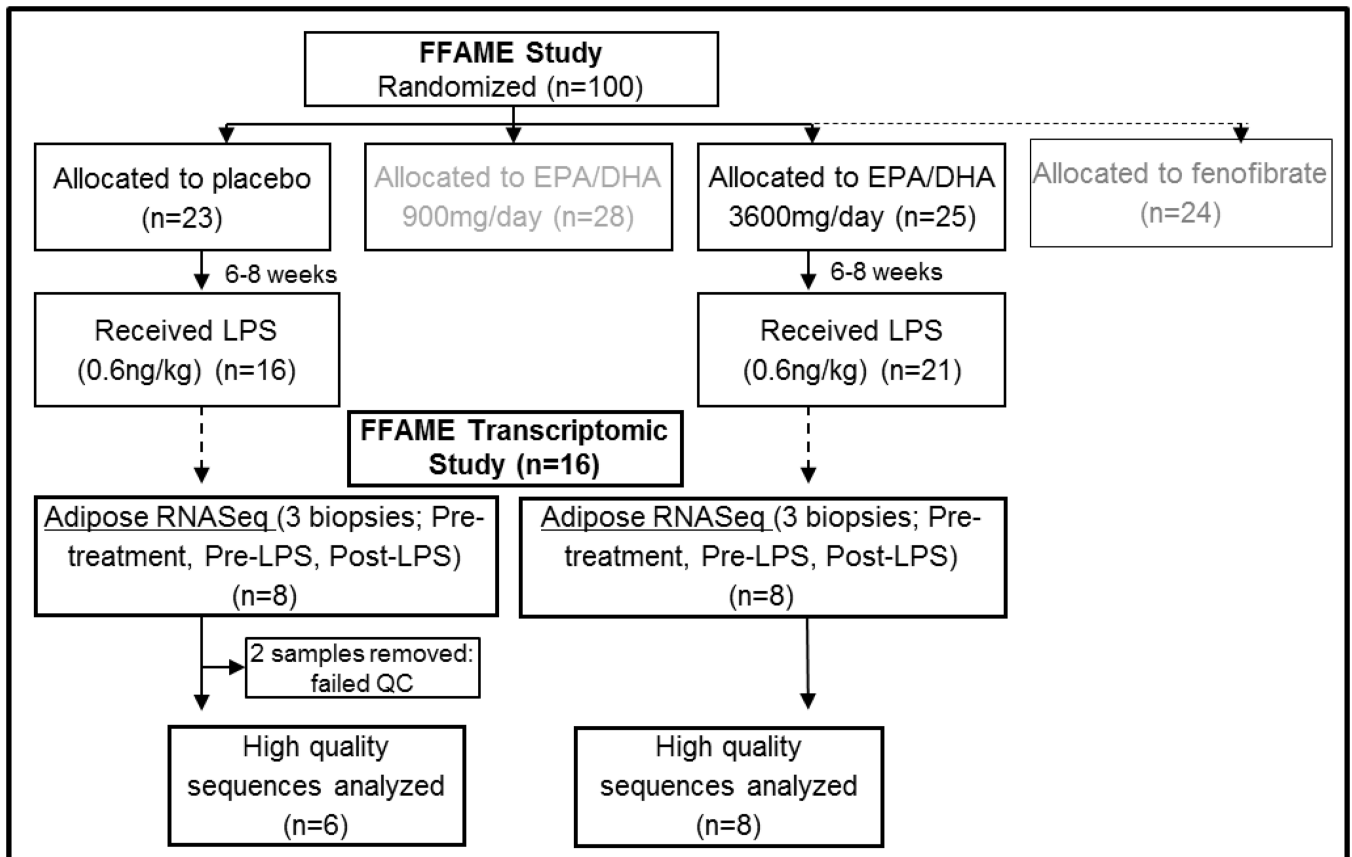 FFAME Study
Randomized (n=100)
Allocated to placebo
(n=23)
Allocated to EPA/DHA
900mg/day (n=28)
Allocated to EPA/DHA
3600mg/day (n=25)
Allocated to fenofibrate
(n=24)
6-8 weeks
6-8 weeks
Received LPS
(0.6ng/kg) (n=16)
Received LPS
(0.6ng/kg) (n=21)
FFAME Transcriptomic
Study (n=16)
Adipose RNASeq (3 biopsies; Pre-
treatment, Pre-LPS, Post-LPS)
(n=8)
Adipose RNASeq (3 biopsies; Pre-
treatment, Pre-LPS, Post-LPS)
(n=8)
2 samples removed:
failed QC
High quality
sequences analyzed
(n=6)
High quality
sequences analyzed
(n=8)